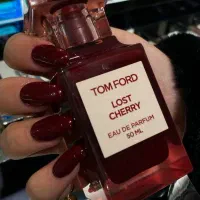 TOM FORD
LOST
CHERRY
EAU DE PARFUM
50 ML